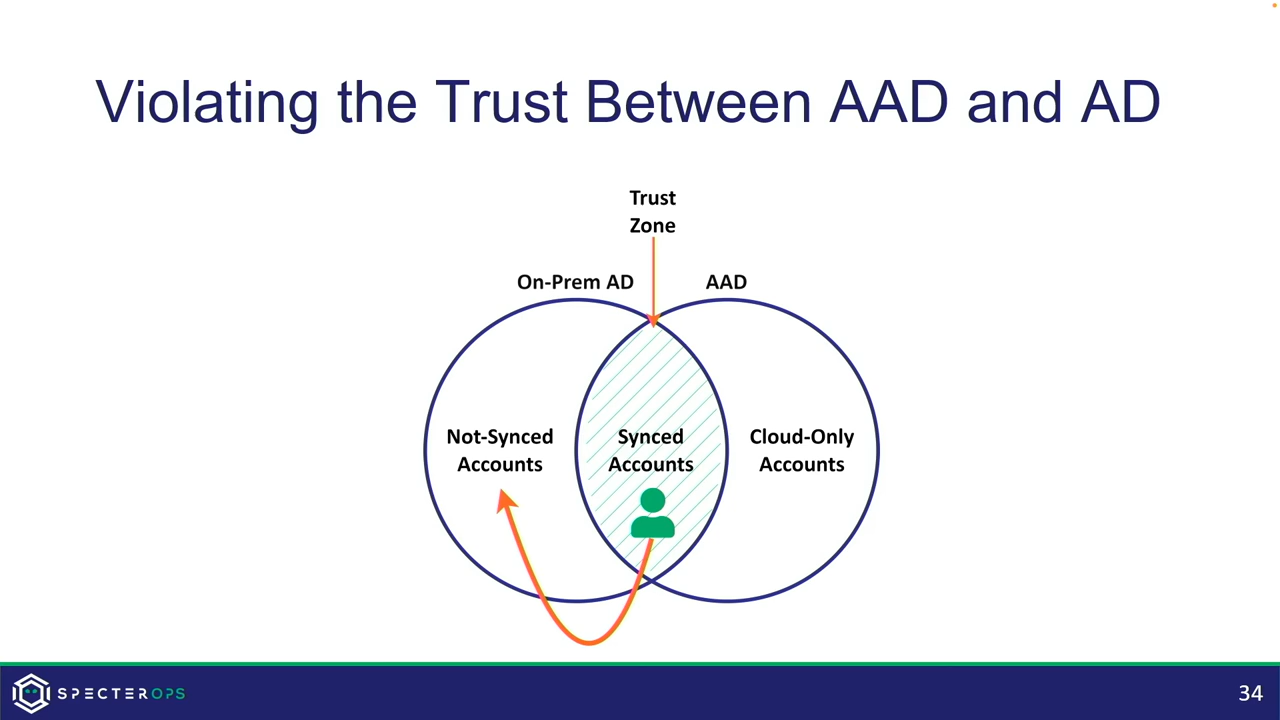 Violating the Trust Between AAD and AD
Trust
Zone
On-Prem AD
AAD
Not-Synced
Accounts
Synced
Accounts
Cloud-Only
Accounts
SPECTEROPS
34